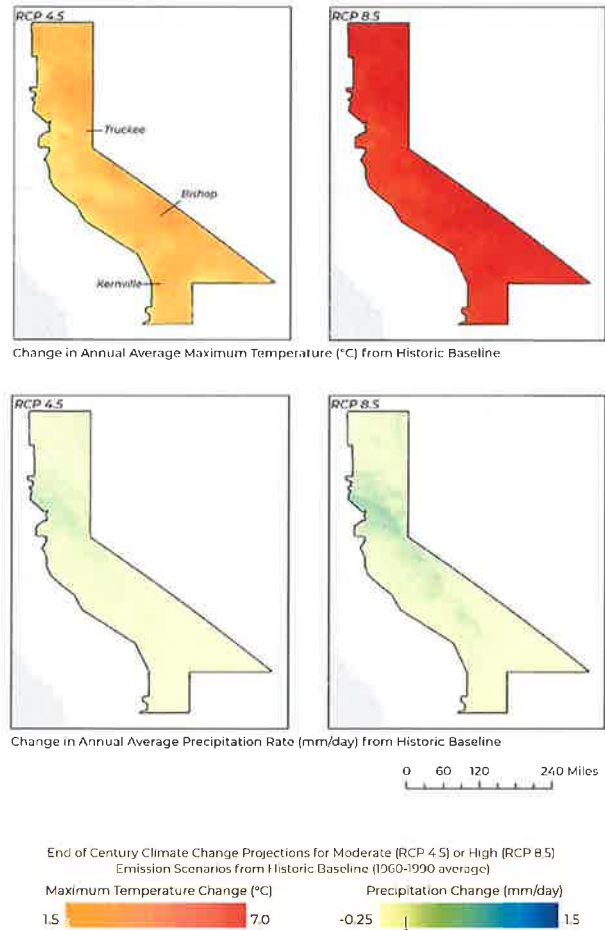 RCP 4.5
RCP 8.5
Truckee
Bishop
Kernville
Change in Annual Average Maximum Temperature (°C) from Historic Baseline
RCP 4.5
RCP 8.5
Change in Annual Average Precipitation Rate (mm/day) from Historic Baseline
0 60 120 240 Miles
End of Century Climate Change Projections for Moderate (RCP 4.5) or High (RCP 8.5)
Emission Scenarios from Historic Baseline (1960-1990 average)
Maximum Temperature Change (°C)
Precipitation Change (mm/day)
1.5 7.0
-0.25 1.5